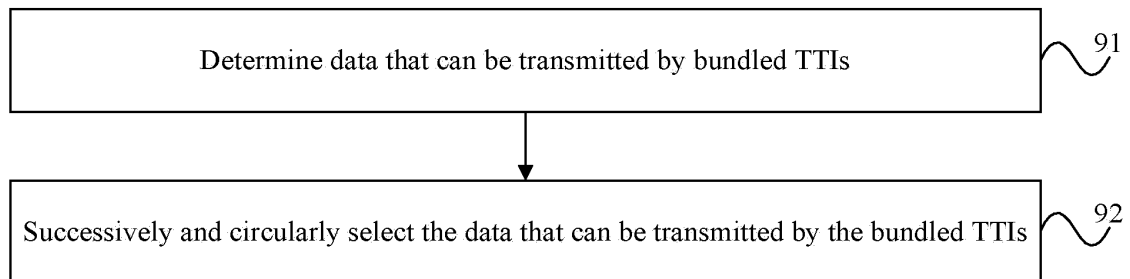 Determine data that can be transmitted by bundled TTIs
91
Successively and circularly select the data that can be transmitted by the bundled TTIs
92